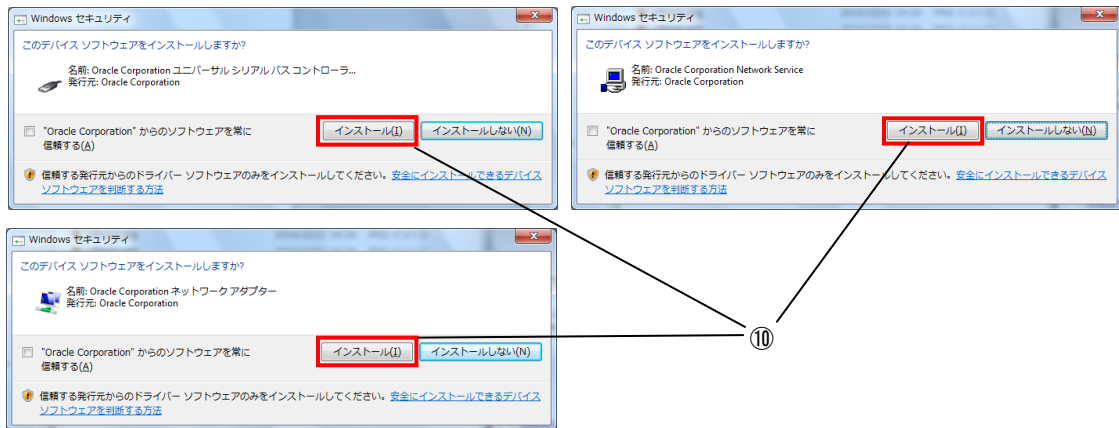 Windows セキュリティ
このデバイス ソフトウェアをインストールしますか?
名前: Oracle Corporation ユニバーサル シリアル バス コントローラ...
発行元: Oracle Corporation
"Oracle Corporation" からのソフトウェアを常に
信頼する(A)
インストール(I)
インストールしない(N)
信頼する発行元からのドライバー ソフトウェアのみをインストールしてください。安全にインストールできるデバイス
ソフトウェアを判断する方法
Windows セキュリティ
このデバイス ソフトウェアをインストールしますか?
名前: Oracle Corporation Network Service
発行元: Oracle Corporation
"Oracle Corporation" からのソフトウェアを常に
信頼する(A)
インストール(I)
インストールしない(N)
信頼する発行元からのドライバー ソフトウェアのみをインストールしてください。安全にインストールできるデバイス
ソフトウェアを判断する方法
Windows セキュリティ
このデバイス ソフトウェアをインストールしますか?
名前: Oracle Corporation ネットワーク アダプター
発行元: Oracle Corporation
"Oracle Corporation" からのソフトウェアを常に
信頼する(A)
インストール(I)
インストールしない(N)
信頼する発行元からのドライバー ソフトウェアのみをインストールしてください。安全にインストールできるデバイス
ソフトウェアを判断する方法
⑩